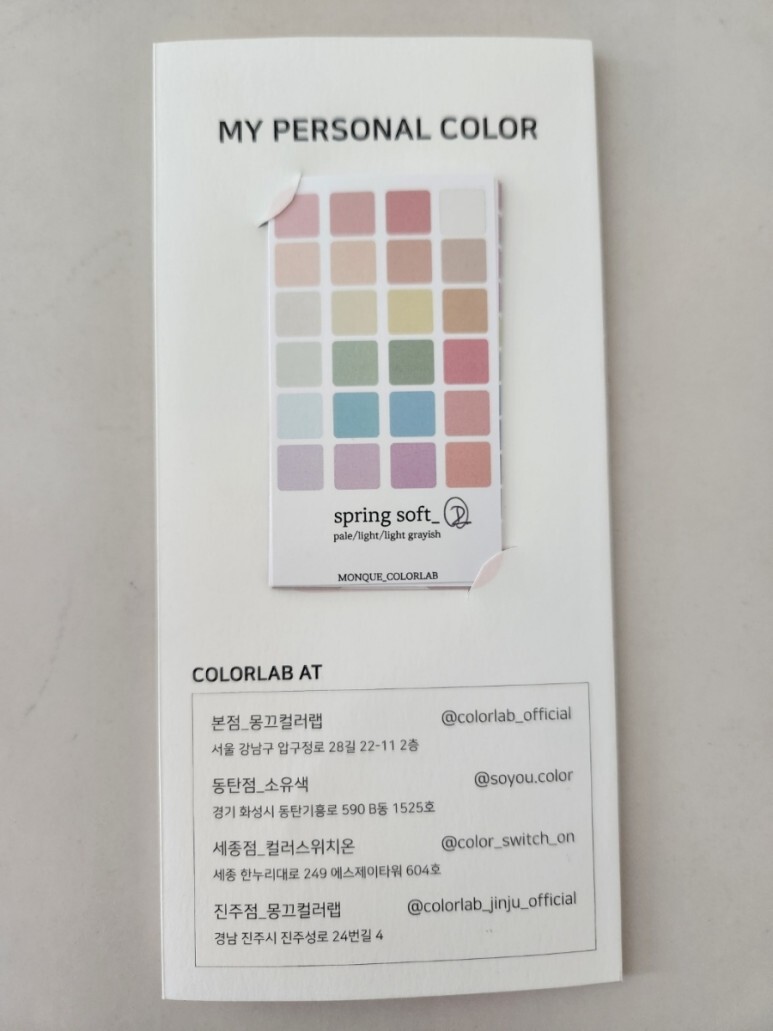 MY PERSONAL COLOR
spring soft_
pale/light/light grayish
MONQUE_COLORLAB
COLORLAB AT
본점_몽끄컬러랩 @colorlab_official
서울 강남구 압구정로 28길 22-11 2층
동탄점_소유색 @soyou.color
경기 화성시 동탄기흥로 590 B동 1525호
세종점_컬러스위치온 @color_switch_on
세종 한누리대로 249 에스제이타워 604호
진주점_몽끄컬러랩 @colorlab_jinju_official
경남 진주시 진주성로 24번길 4